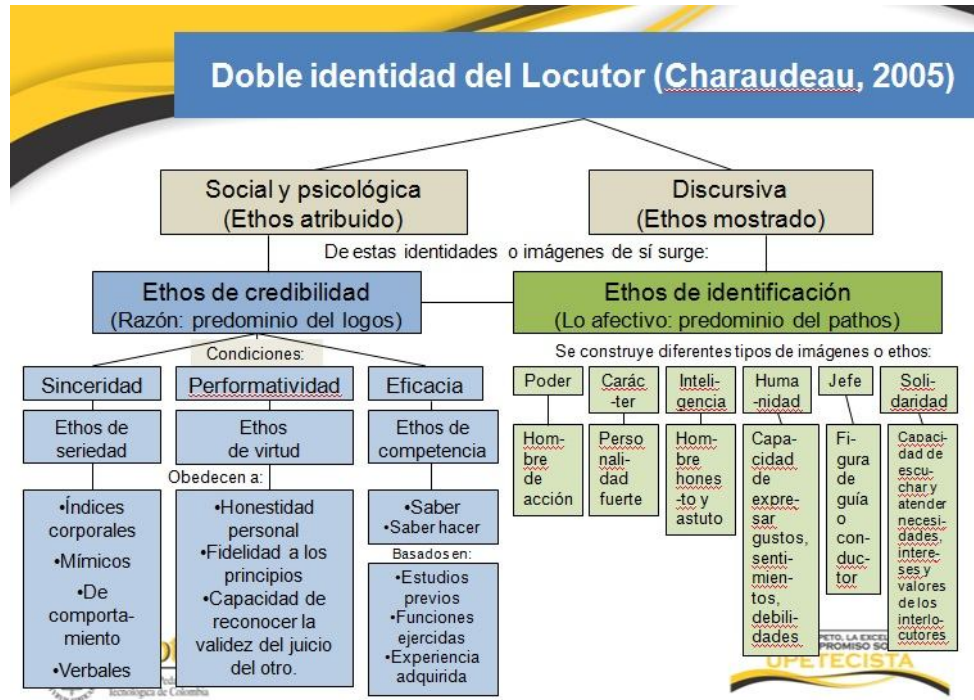 Doble identidad del Locutor (Charaudeau, 2005)
Social y psicológica
(Ethos atribuido)
Discursiva
(Ethos mostrado)
De estas identidades o imágenes de sí surge:
Ethos de credibilidad
(Razón: predominio del logos)
Ethos de identificación
(Lo afectivo: predominio del pathos)
Condiciones:
Sinceridad
Performatividad
Eficacia
Ethos de
seriedad
Ethos
de virtud
Ethos de
competencia
Obedecen a:
•Índices
corporales
•Mímicos
•De
comporta-
miento
•Verbales
•Honestidad
personal
•Fidelidad a los
principios
•Capacidad de
reconocer la
validez del juicio
del otro.
•Saber
•Saber hacer
Basados en:
•Estudios
previos
•Funciones
ejercidas
•Experiencia
adquirida
Se construye diferentes tipos de imágenes o ethos:
Poder
Carác
-ter
Inteli-
gencia
Huma
-nidad
Jefe
Soli-
daridad
Hom-
bre
de
acción
Perso
nali-
dad
fuerte
Hom-
bre
hones
-to y
astuto
Capa-
cidad
de
expre-
sar
gustos,
senti-
mien-
tos,
debili-
dades
Fi-
gura
de
guía
o
con-
duc-
tor
Capaci-
dad de
escu-
char y
atender
necesi-
dades,
intere-
ses y
valores
de los
interlo-
cutores
Tecnológica de Colombia
PETO, LA EXCEL
PROMISO SO
UPETECISTA